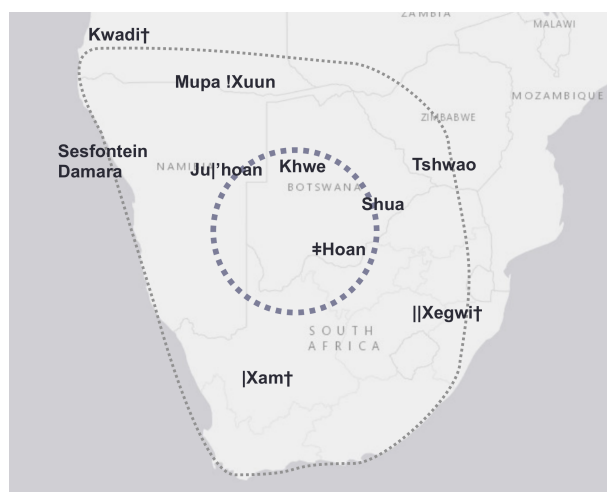 ZAMBIA
MALAWI
Kwadi†
Mupa !Xuun
MOZAMBIQUE
ZIMBABWE
Sesfontein
Damara
NAMIBIA
Ju|’hoan
Khwe
BOTSWANA
Tshwao
Shua
ǂHoan
||Xegwi†
SOUTH
AFRICA
|Xam†